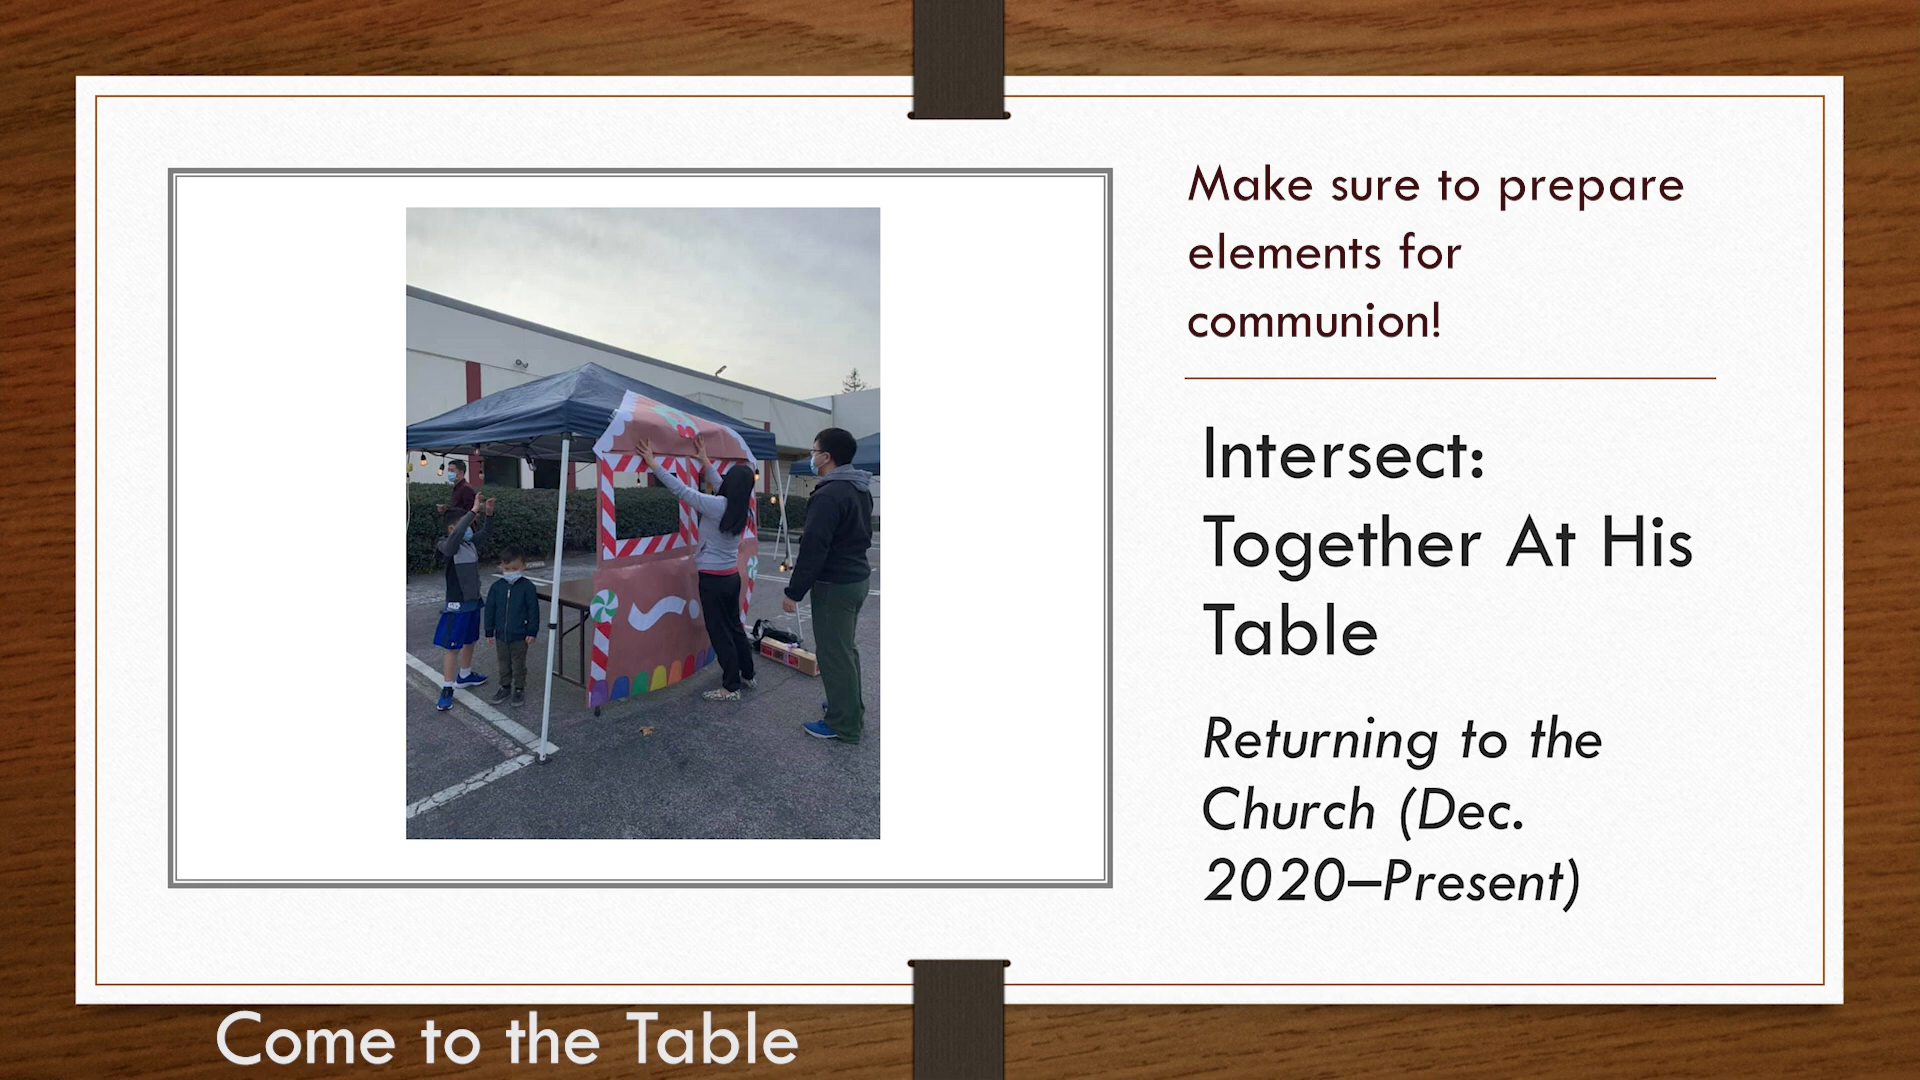 Make sure to prepare
elements for
communion!
Intersect:
Together At His
Table
Returning to the
Church (Dec.
2020–Present)
Come to the Table